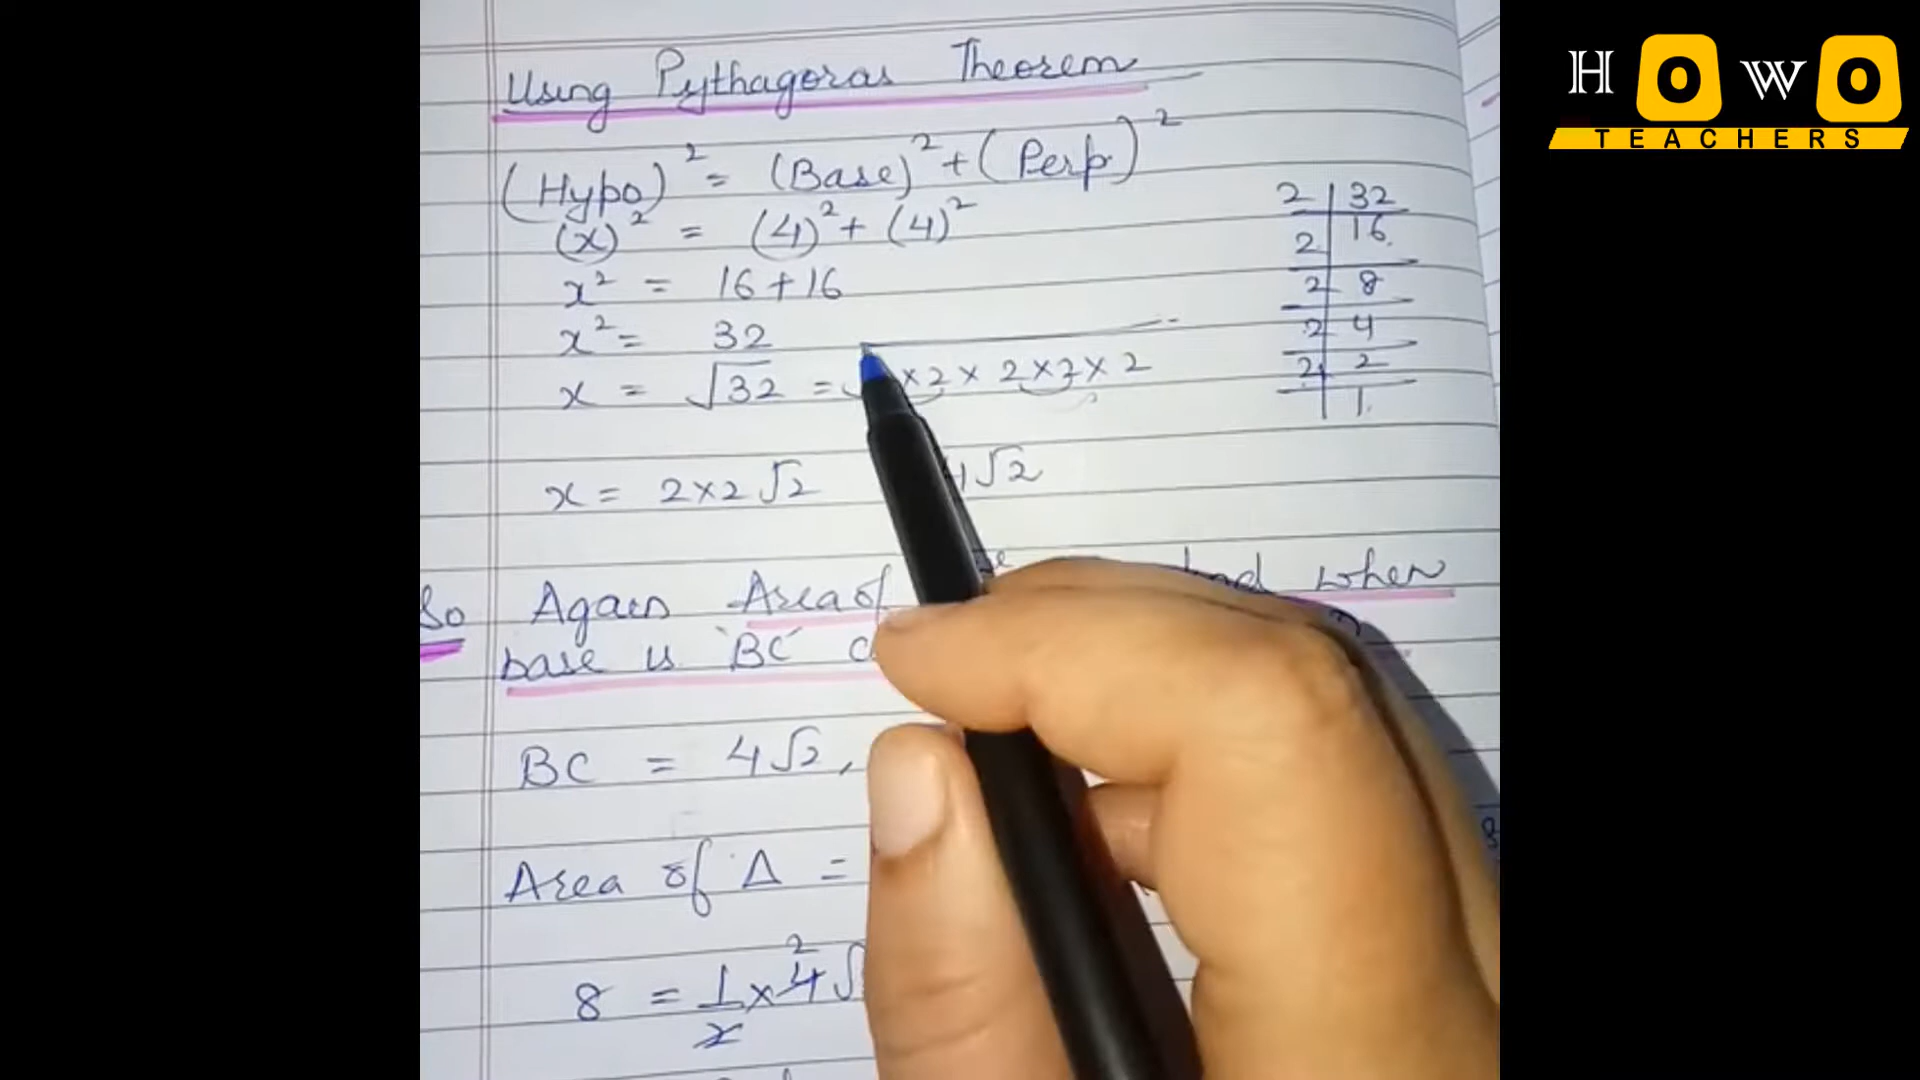 HOWO
TEACHERS
Using Pythagoras Theorem
(Hypo)² = (Base)² + (Perp)²
(x)² = (4)² + (4)²
x² = 16 + 16
x² = 32
x = √32 = ×2× 2×2×2
x = 2×2√2 4√2
2 | 32
2 | 16
2 | 8
2 | 4
2 | 2
| 1
So Again Area of when
base is BC
BC = 4√2,
Area of Δ =
8 = 1/2 × 4√
2